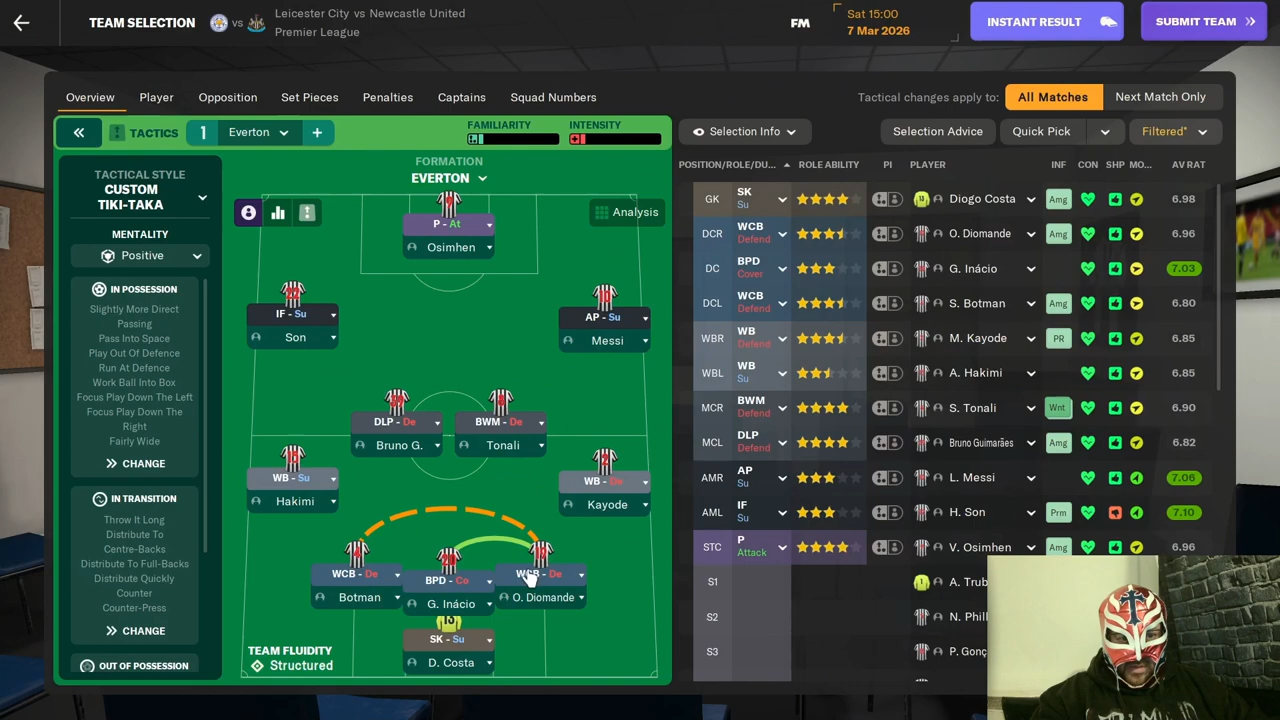 TEAM SELECTION
vs
Leicester City vs Newcastle United
Premier League
FM
Sat 15:00
7 Mar 2026
INSTANT RESULT
SUBMIT TEAM
Overview
Player
Opposition
Set Pieces
Penalties
Captains
Squad Numbers
Tactical changes apply to:
All Matches
Next Match Only
TACTICS
1
Everton
FAMILIARITY
INTENSITY
Selection Info
Selection Advice
Quick Pick
Filtered*
TACTICAL STYLE
CUSTOM
TIKI-TAKA
MENTALITY
Positive
IN POSSESSION
Slightly More Direct
Passing
Pass Into Space
Play Out Of Defence
Run At Defence
Work Ball Into Box
Focus Play Down The Left
Focus Play Down The
Right
Fairly Wide
CHANGE
IN TRANSITION
Throw It Long
Distribute To
Centre-Backs
Distribute To Full-Backs
Distribute Quickly
Counter
Counter-Press
CHANGE
OUT OF POSSESSION
FORMATION
EVERTON
Analysis
P - At
Osimhen
IF - Su
Son
AP - Su
Messi
DLP - De
Bruno G.
BWM - De
Tonali
WB - Su
Hakimi
WB - De
Kayode
WCB - De
Botman
BPD - Co
G. Inácio
- De
O. Diomande
13
SK - Su
D. Costa
TEAM FLUIDITY
Structured
POSITION/ROLE/DU...
ROLE ABILITY
PI
PLAYER
INF
CON
SHP
MO...
AV RAT
GK SK Su Diogo Costa Amg 6.98
DCR WCB Defend O. Diomande Amg 6.96
DC BPD Cover G. Inácio 7.03
DCL WCB Defend S. Botman Amg 6.80
WBR WB Defend M. Kayode PR 6.85
WBL WB Su A. Hakimi 6.85
MCR BWM Defend S. Tonali Wnt 6.90
MCL DLP Defend Bruno Guimarães Amg 6.82
AMR AP Su L. Messi 7.06
AML IF Su H. Son Prm 7.10
STC P Attack V. Osimhen Amg 6.96
S1 A. Trub
S2 N. Phill
S3 P. Gonç